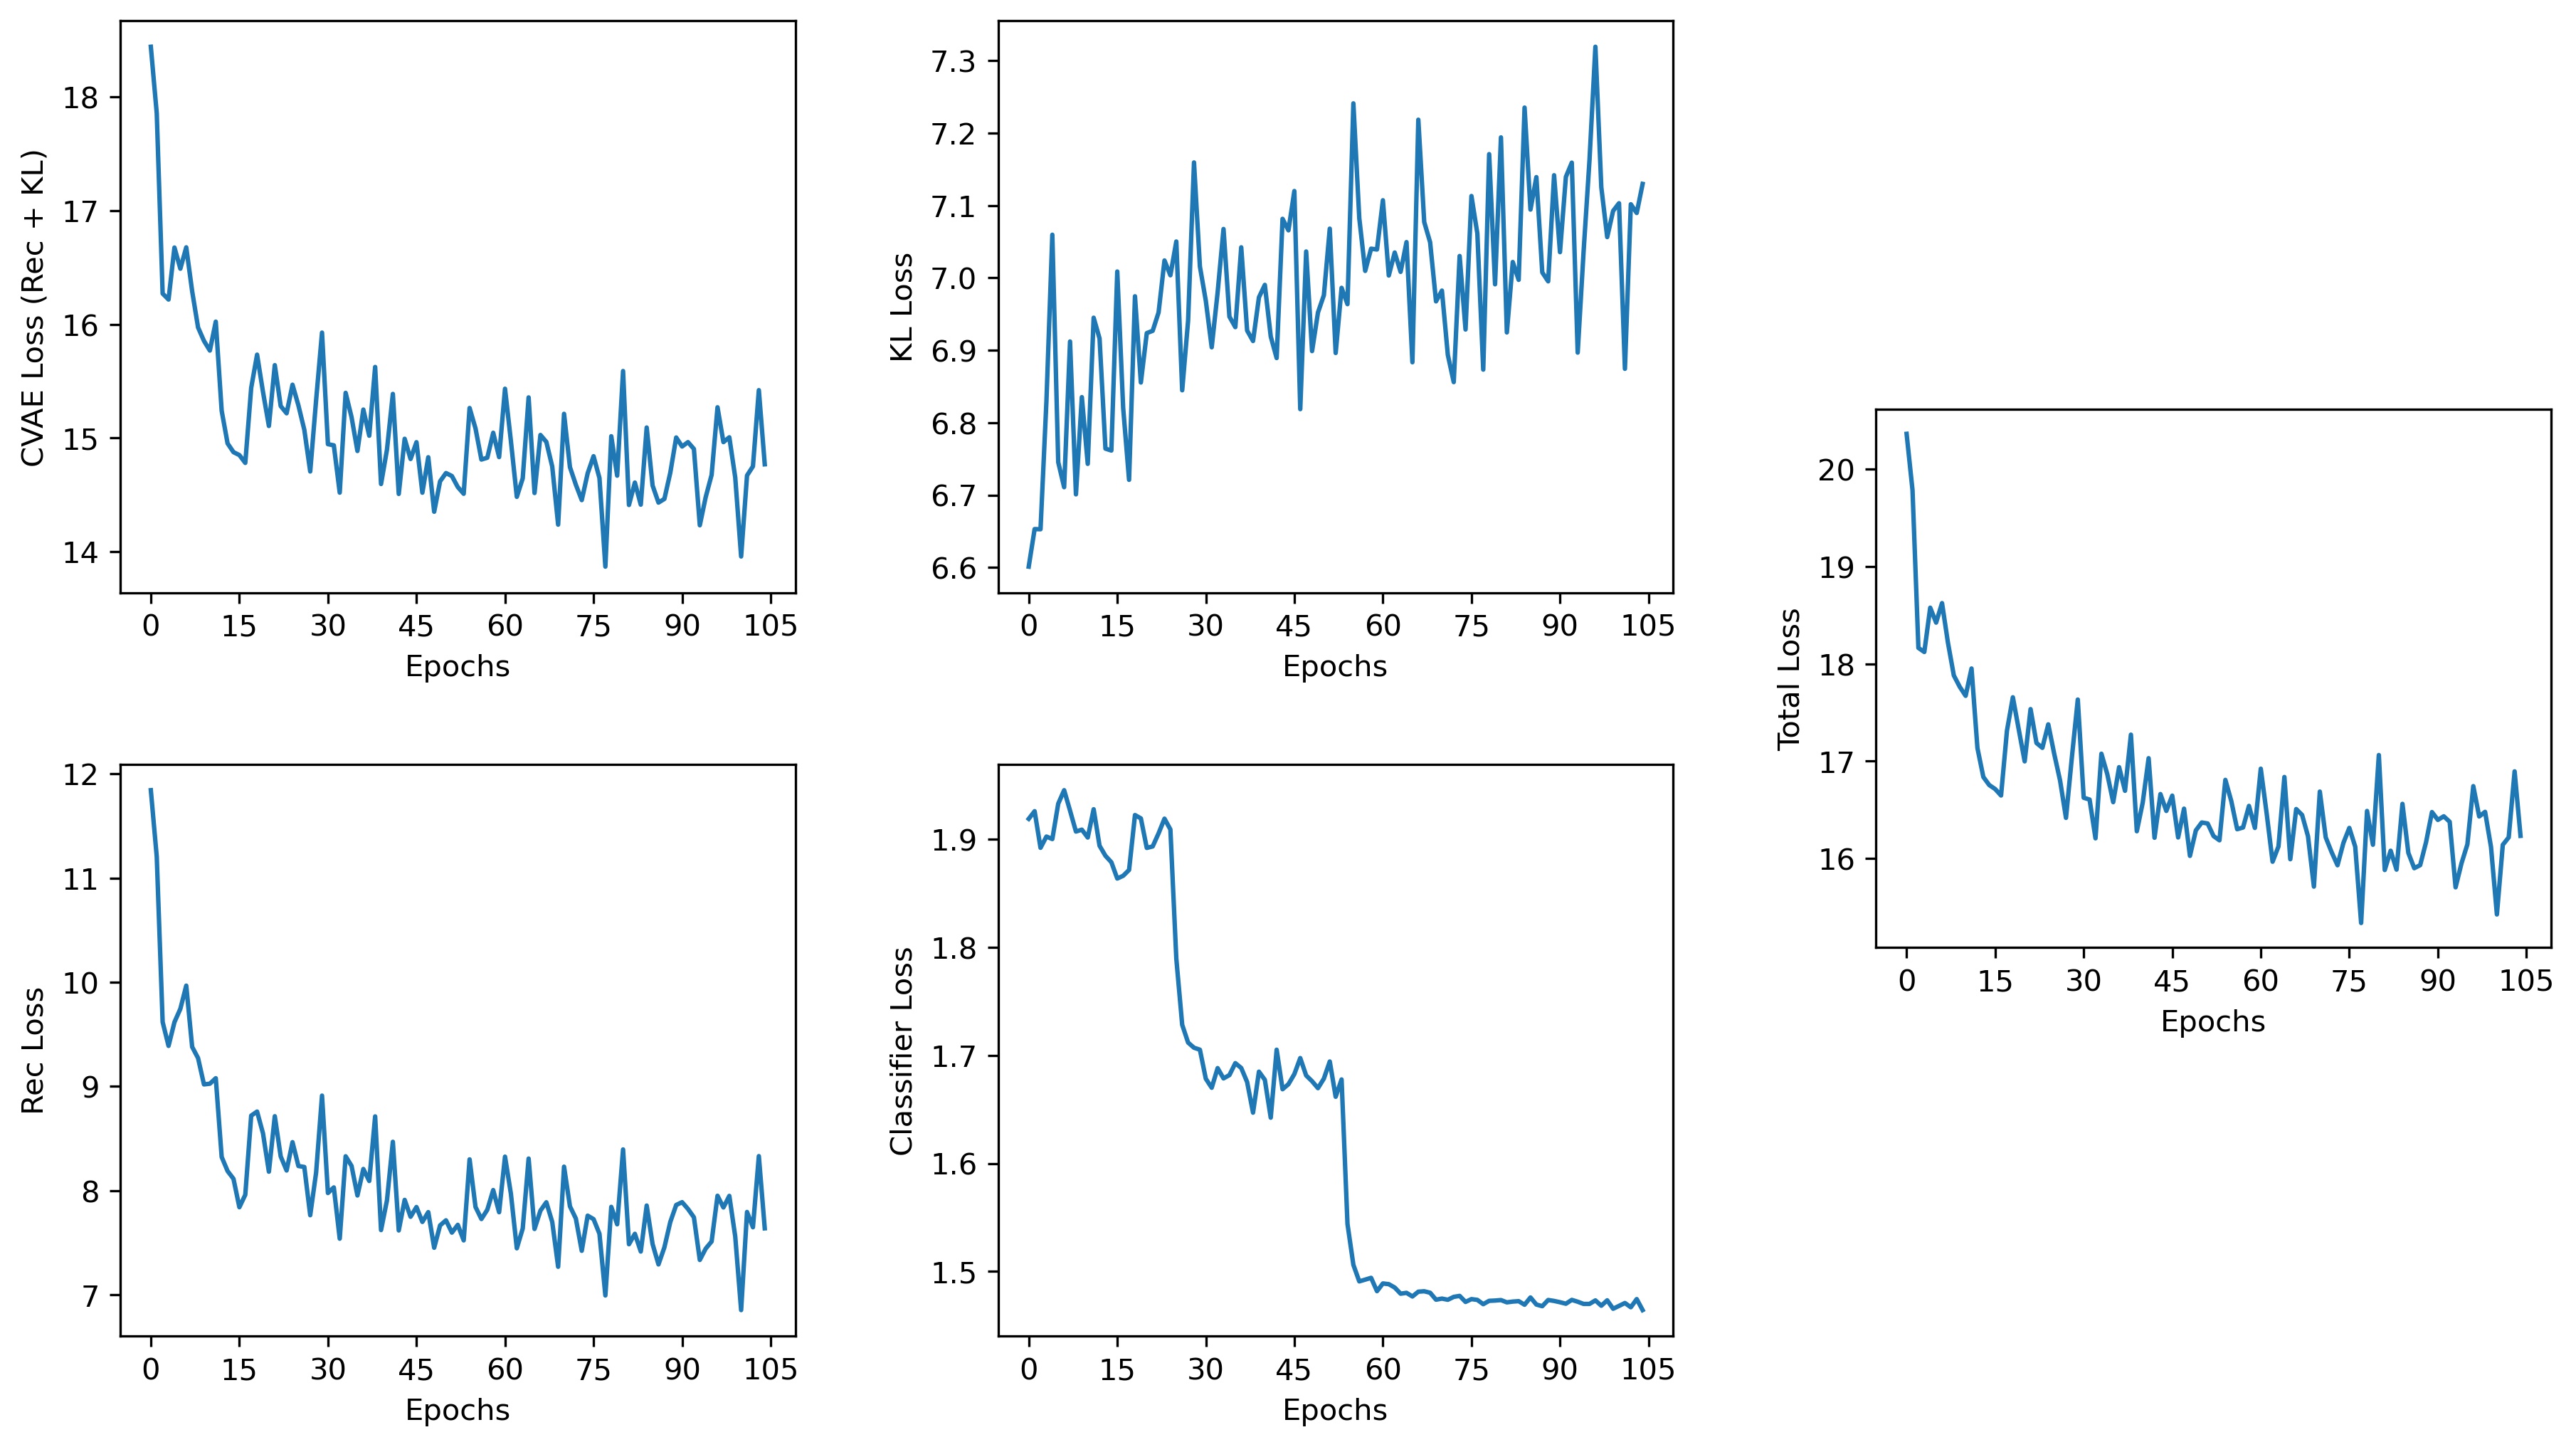 CVAE Loss (Rec + KL)
18
17
16
15
14
0 15 30 45 60 75 90 105
Epochs
KL Loss
7.3
7.2
7.1
7.0
6.9
6.8
6.7
6.6
0 15 30 45 60 75 90 105
Epochs
Rec Loss
12
11
10
9
8
7
0 15 30 45 60 75 90 105
Epochs
Classifier Loss
1.9
1.8
1.7
1.6
1.5
0 15 30 45 60 75 90 105
Epochs
Total Loss
20
19
18
17
16
0 15 30 45 60 75 90 105
Epochs